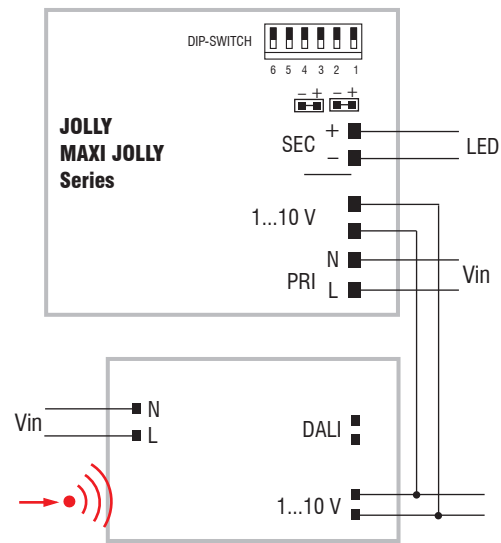 DIP-SWITCH
6 5 4 3 2 1
– + – +
JOLLY
MAXI JOLLY
Series
SEC + –
LED
1...10 V
PRI N L
Vin
Vin
N
L
DALI
1...10 V